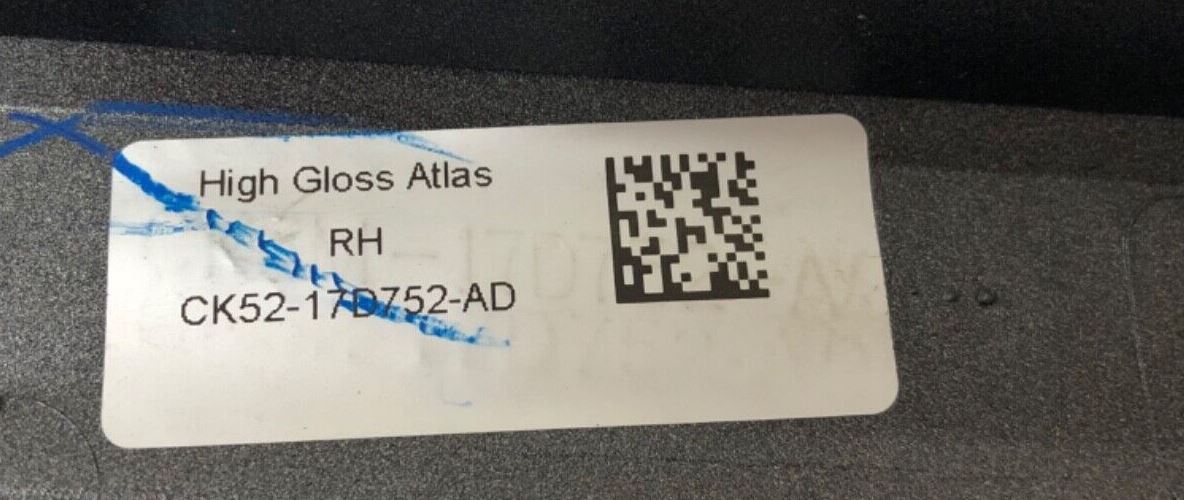 High Gloss Atlas
RH
CK52-17D752-AD